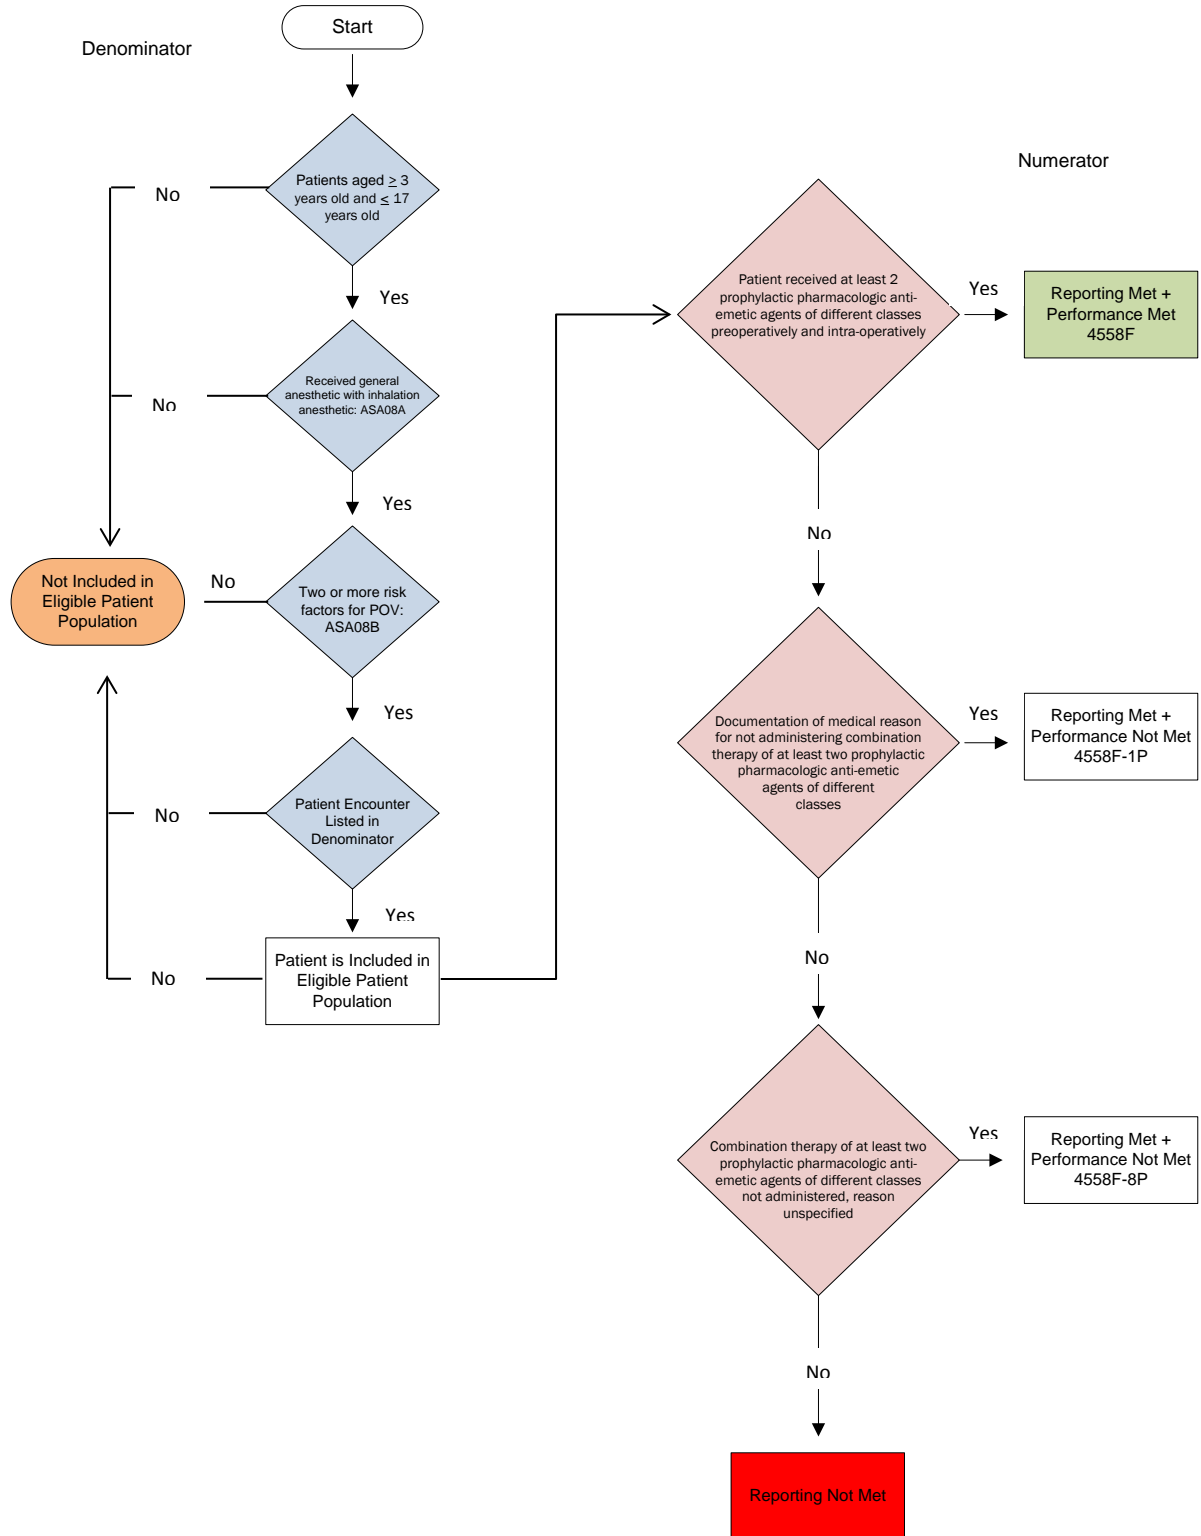 Start
Denominator
Patients aged ≥ 3
years old and ≤ 17
years old
No
Yes
Received general
anesthetic with inhalation
anesthetic: ASA08A
No
Yes
Two or more risk
factors for POV:
ASA08B
No
Not Included in
Eligible Patient
Population
Yes
Patient Encounter
Listed in
Denominator
No
Yes
Patient is Included in
Eligible Patient
Population
No
Numerator
Patient received at least 2
prophylactic pharmacologic anti-
emetic agents of different classes
preoperatively and intra-operatively
Yes
Reporting Met +
Performance Met
4558F
No
Documentation of medical reason
for not administering combination
therapy of at least two prophylactic
pharmacologic anti-emetic
agents of different
classes
Yes
Reporting Met +
Performance Not Met
4558F-1P
No
Combination therapy of at least two
prophylactic pharmacologic anti-
emetic agents of different classes
not administered, reason
unspecified
Yes
Reporting Met +
Performance Not Met
4558F-8P
No
Reporting Not Met